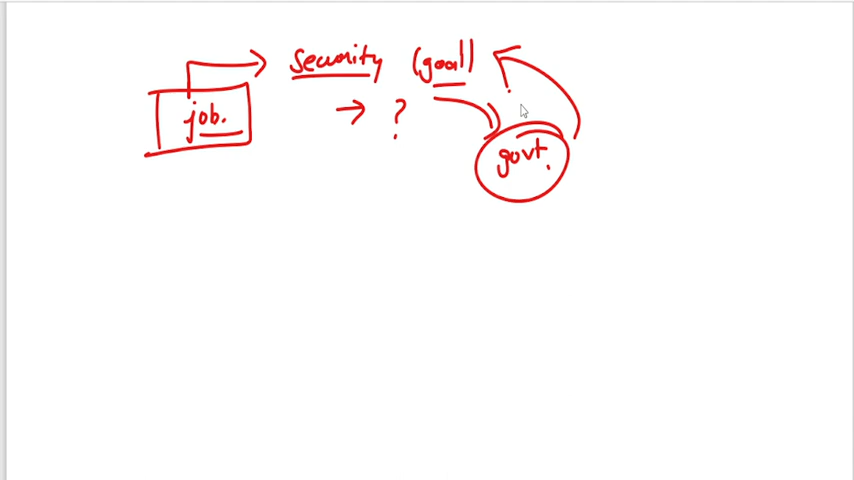 security (goal)
job. → ?
govt.